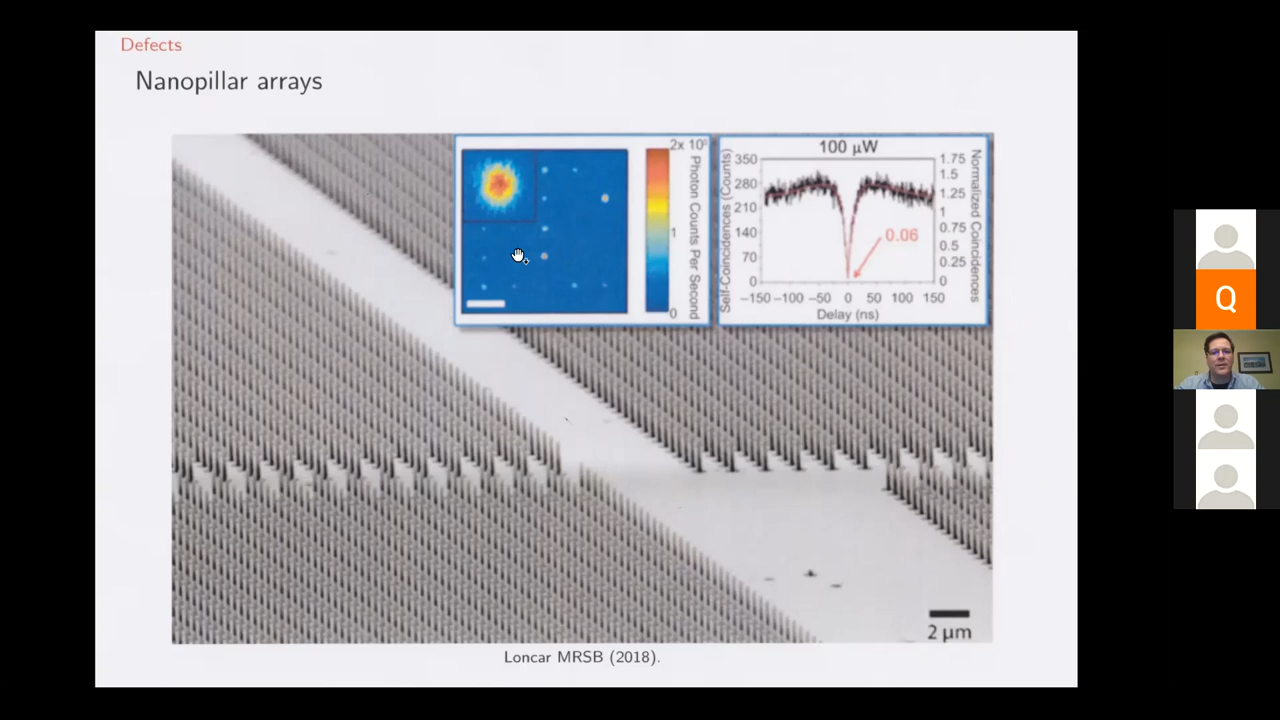 Defects
Nanopillar arrays
2x 10⁵
1
0
Photon Counts Per Second
100 µW
Self-Coincidences (Counts)
350
280
210
140
70
0
1.75
1.5
1.25
1
0.75
0.5
0.25
0
Normalized Coincidences
0.06
−150 −100 −50 0 50 100 150
Delay (ns)
Q
2 µm
Loncar MRSB (2018).